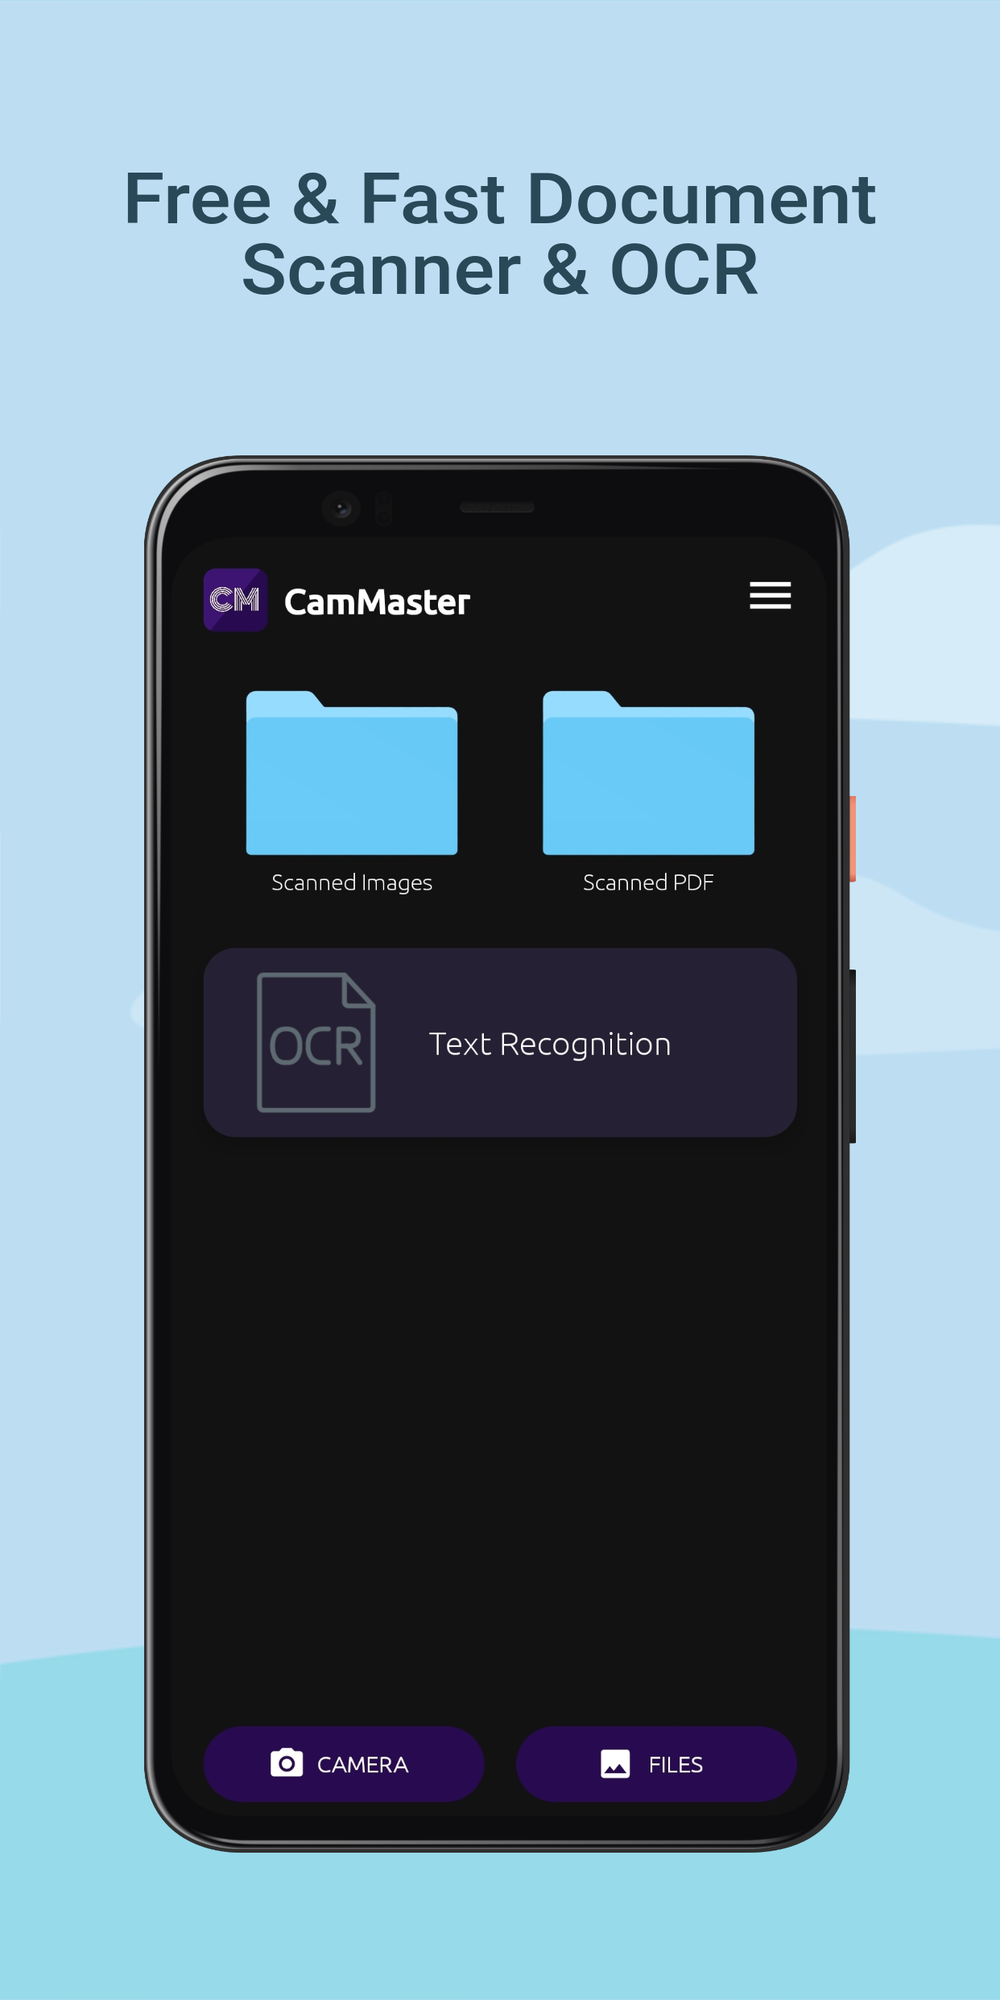 Free & Fast Document
Scanner & OCR
CM CamMaster
Scanned Images Scanned PDF
OCR Text Recognition
CAMERA FILES